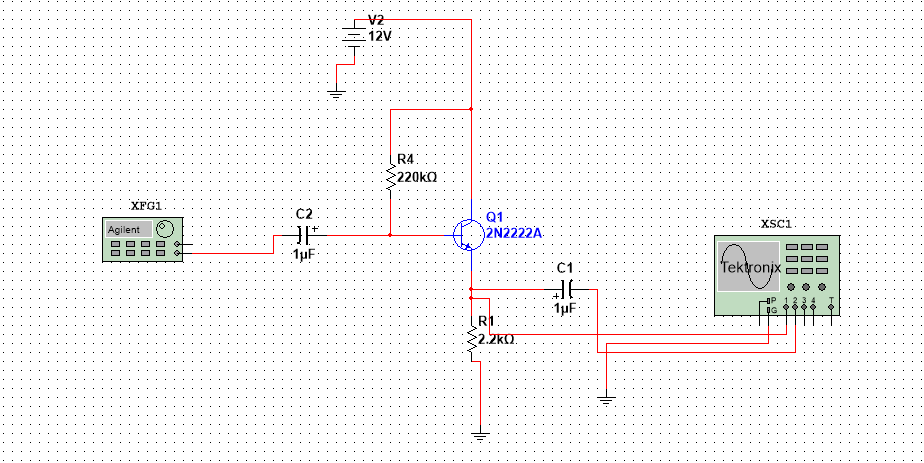 V2
12V
R4
220kΩ
XFG1
Agilent
C2
+
1µF
Q1
2N2222A
XSC1
Tektronix
P
G
1 2 3 4 T
C1
+
1µF
R1
2.2kΩ